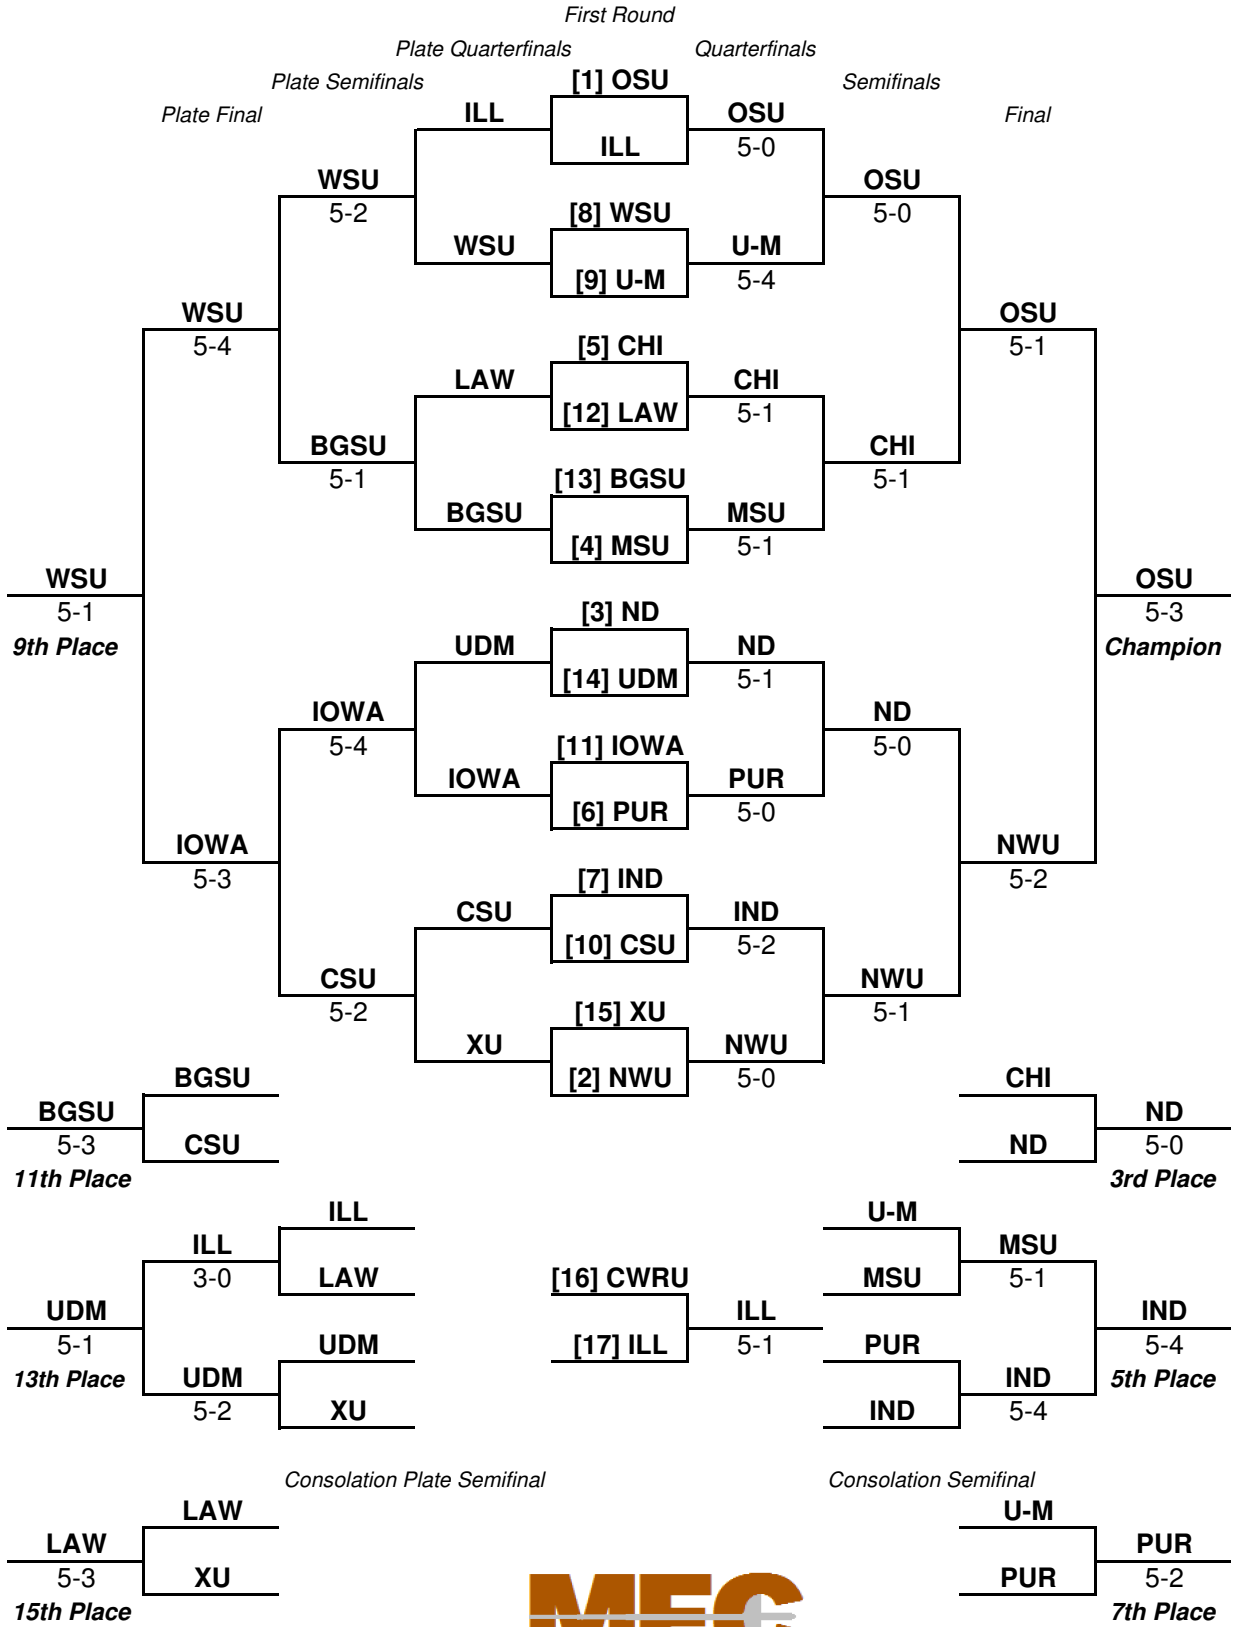 First Round
Plate Quarterfinals Quarterfinals
Plate Semifinals [1] OSU Semifinals
Plate Final ILL OSU Final
ILL 5-0
WSU OSU
5-2 [8] WSU 5-0
WSU U-M
[9] U-M 5-4
WSU OSU
5-4 [5] CHI 5-1
LAW CHI
[12] LAW 5-1
BGSU CHI
5-1 [13] BGSU 5-1
BGSU MSU
[4] MSU 5-1
WSU OSU
5-1 [3] ND 5-3
9th Place UDM ND Champion
[14] UDM 5-1
IOWA ND
5-4 [11] IOWA 5-0
IOWA PUR
[6] PUR 5-0
IOWA NWU
5-3 [7] IND 5-2
CSU IND
[10] CSU 5-2
CSU NWU
5-2 [15] XU 5-1
XU NWU
BGSU [2] NWU 5-0 CHI
BGSU ND
5-3 CSU ND 5-0
11th Place 3rd Place
ILL U-M
ILL MSU
3-0 LAW [16] CWRU MSU 5-1
UDM ILL IND
5-1 UDM [17] ILL 5-1 PUR 5-4
13th Place UDM IND 5th Place
5-2 XU IND 5-4
Consolation Plate Semifinal Consolation Semifinal
LAW U-M
LAW PUR
5-3 XU PUR 5-2
15th Place 7th Place
MFC